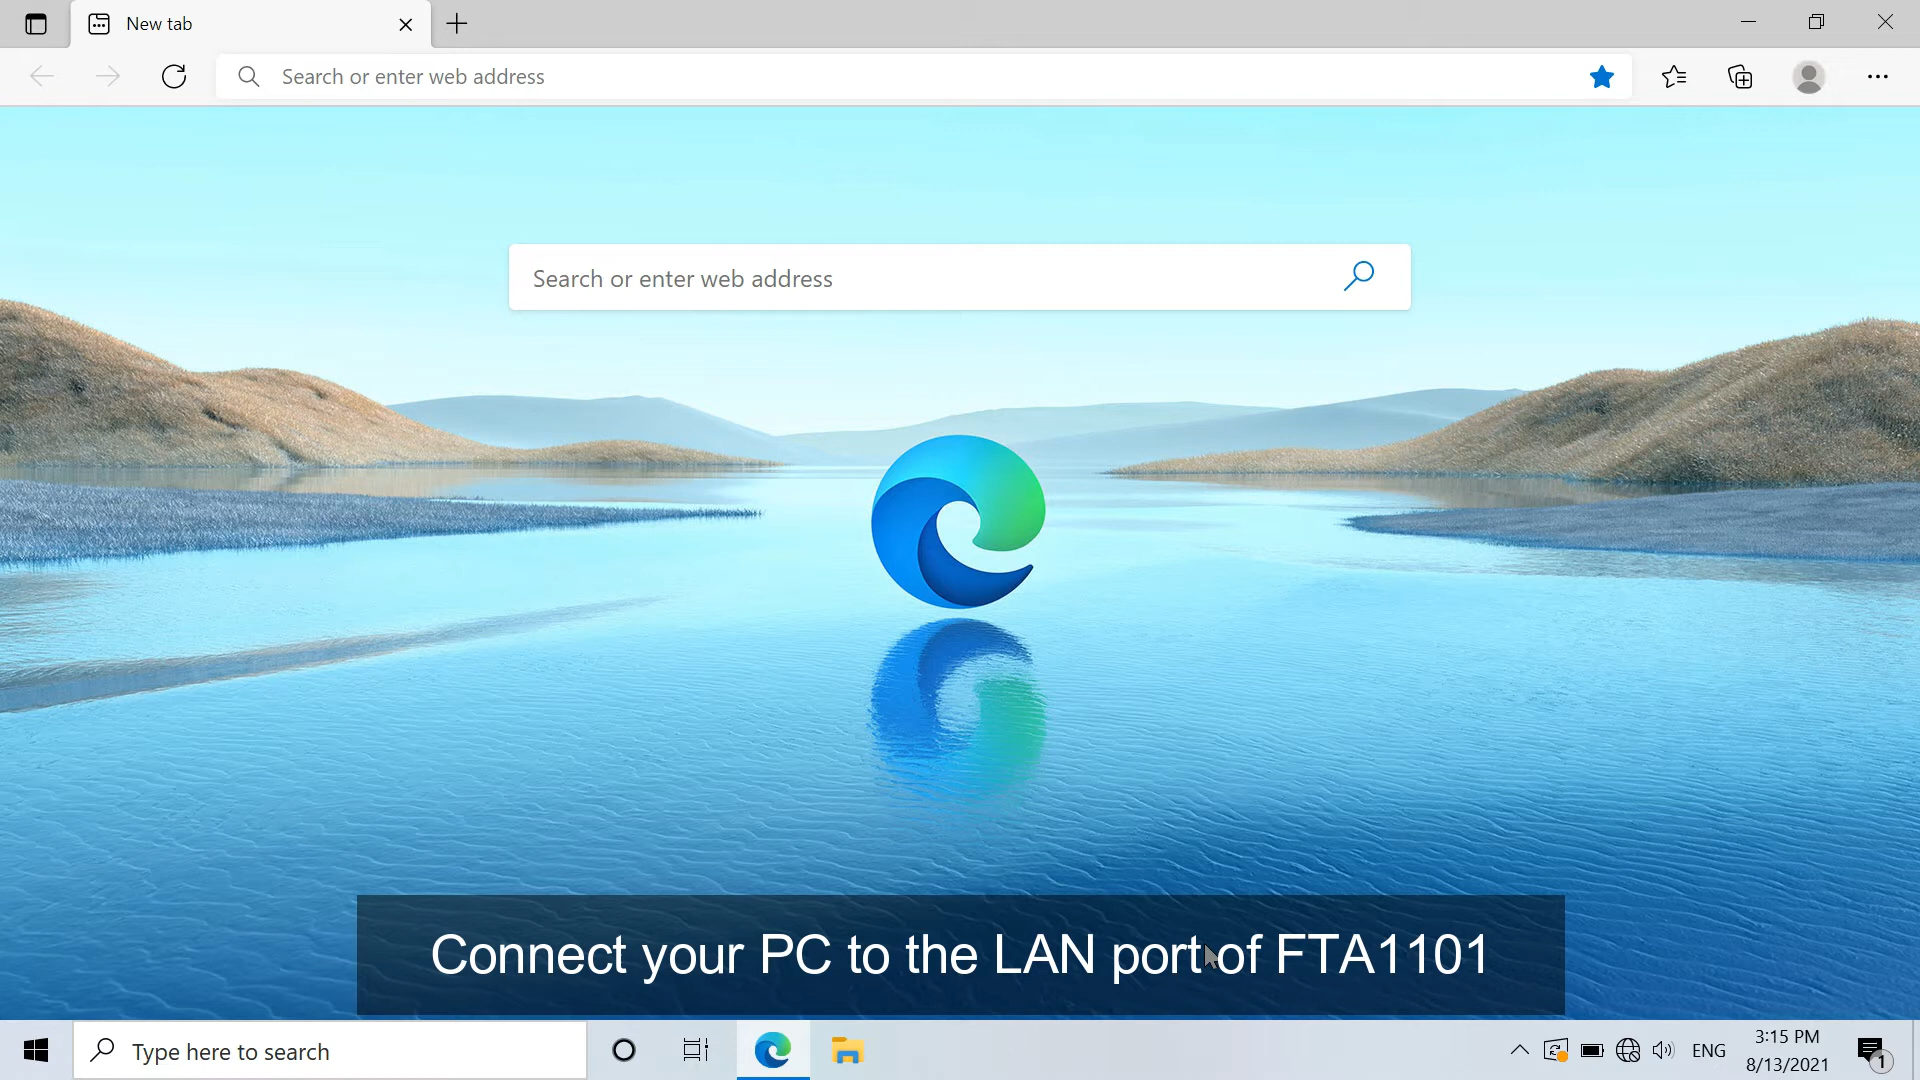 New tab
Search or enter web address
Search or enter web address
Connect your PC to the LAN port of FTA1101
Type here to search
ENG
3:15 PM
8/13/2021
1